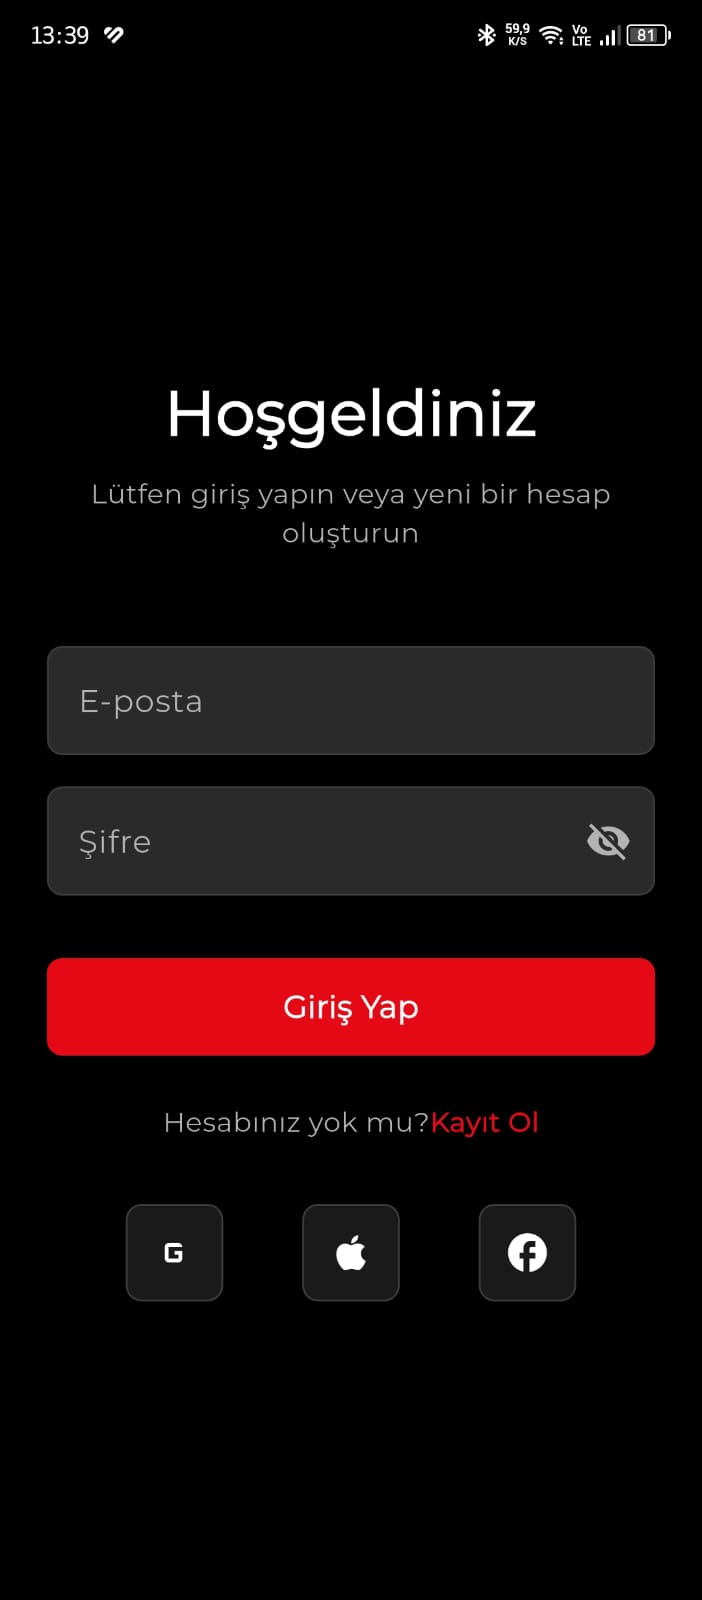 13:39 59,9 K/S Vo LTE 81
Hoşgeldiniz
Lütfen giriş yapın veya yeni bir hesap
oluşturun
E-posta
Şifre
Giriş Yap
Hesabınız yok mu?Kayıt Ol
G